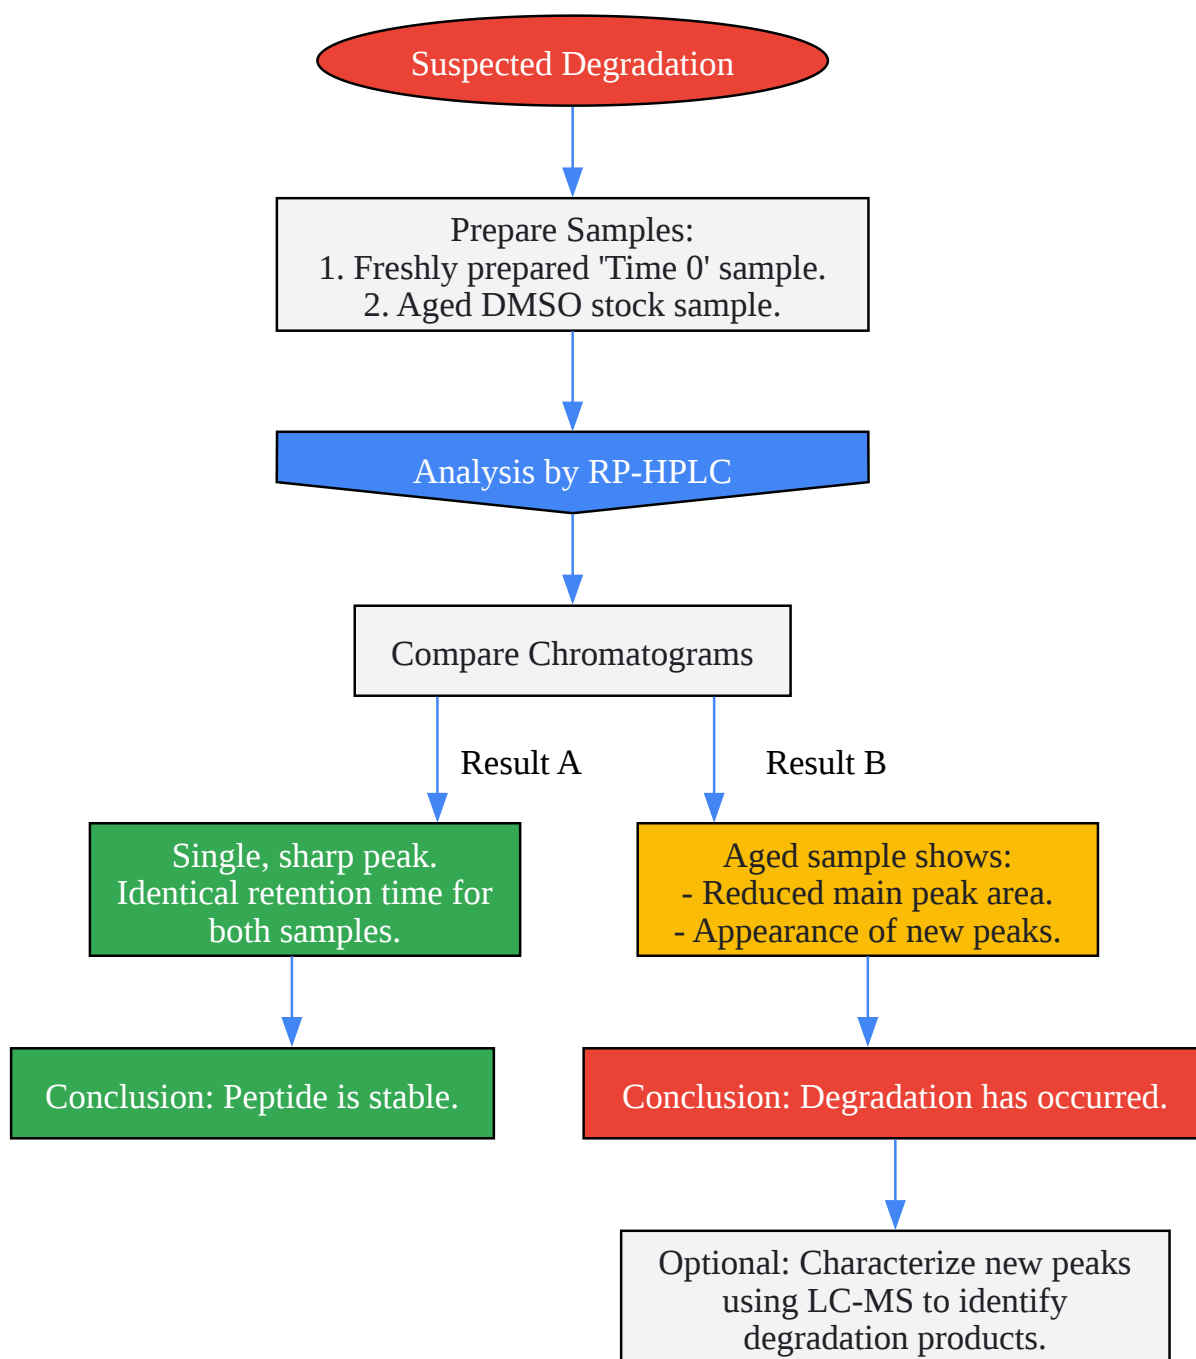 Suspected Degradation
Prepare Samples:
1. Freshly prepared 'Time 0' sample.
2. Aged DMSO stock sample.
Analysis by RP-HPLC
Compare Chromatograms
Result A
Result B
Single, sharp peak.
Identical retention time for
both samples.
Aged sample shows:
- Reduced main peak area.
- Appearance of new peaks.
Conclusion: Peptide is stable.
Conclusion: Degradation has occurred.
Optional: Characterize new peaks
using LC-MS to identify
degradation products.